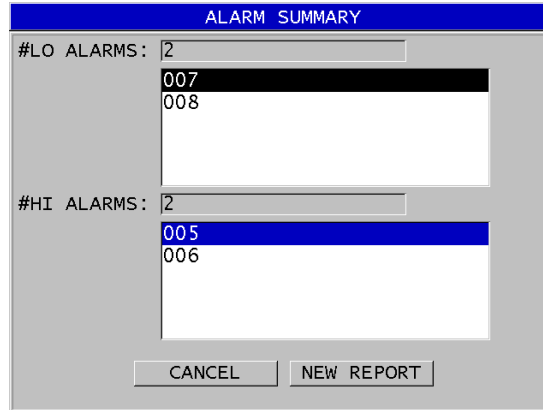 ALARM SUMMARY
#LO ALARMS: 2
007
008
#HI ALARMS: 2
005
006
CANCEL NEW REPORT